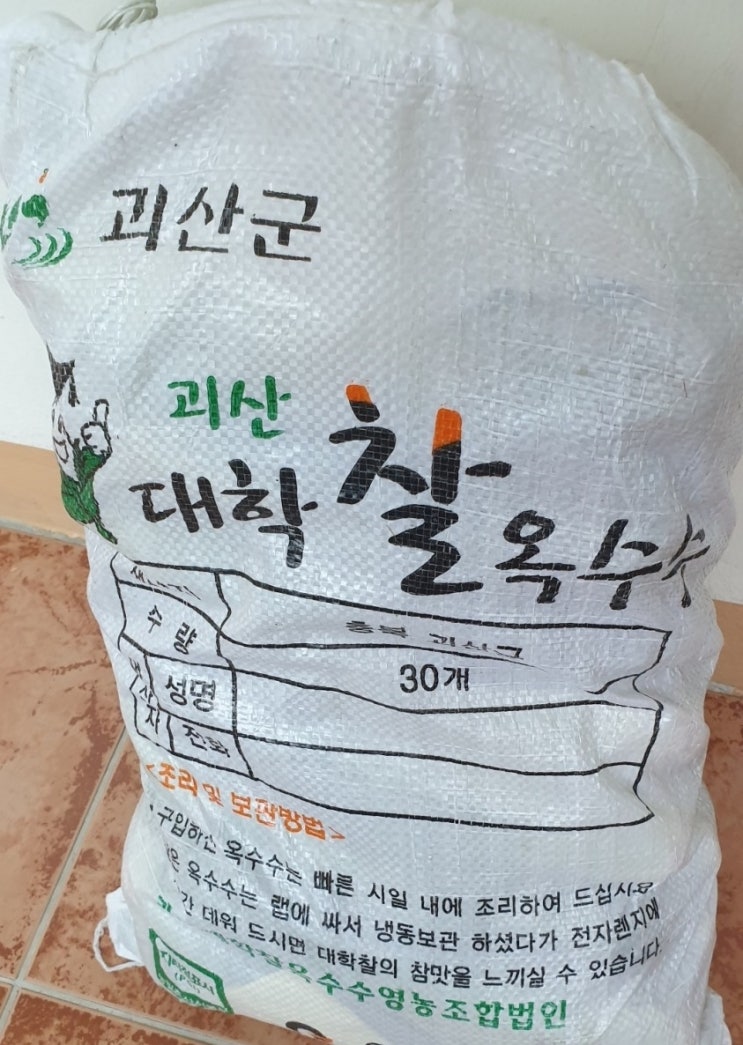 괴산군
괴산
대학찰옥수수
충북 괴산군
수량 30개
성명
전화
<조리 및 보관방법>
• 구입하신 옥수수는 빠른 시일 내에 조리하여 드십시오
옥수수는 랩에 싸서 냉동보관 하셨다가 전자렌지에
데워 드시면 대학찰의 참맛을 느끼실 수 있습니다.
옥수수영농조합법인